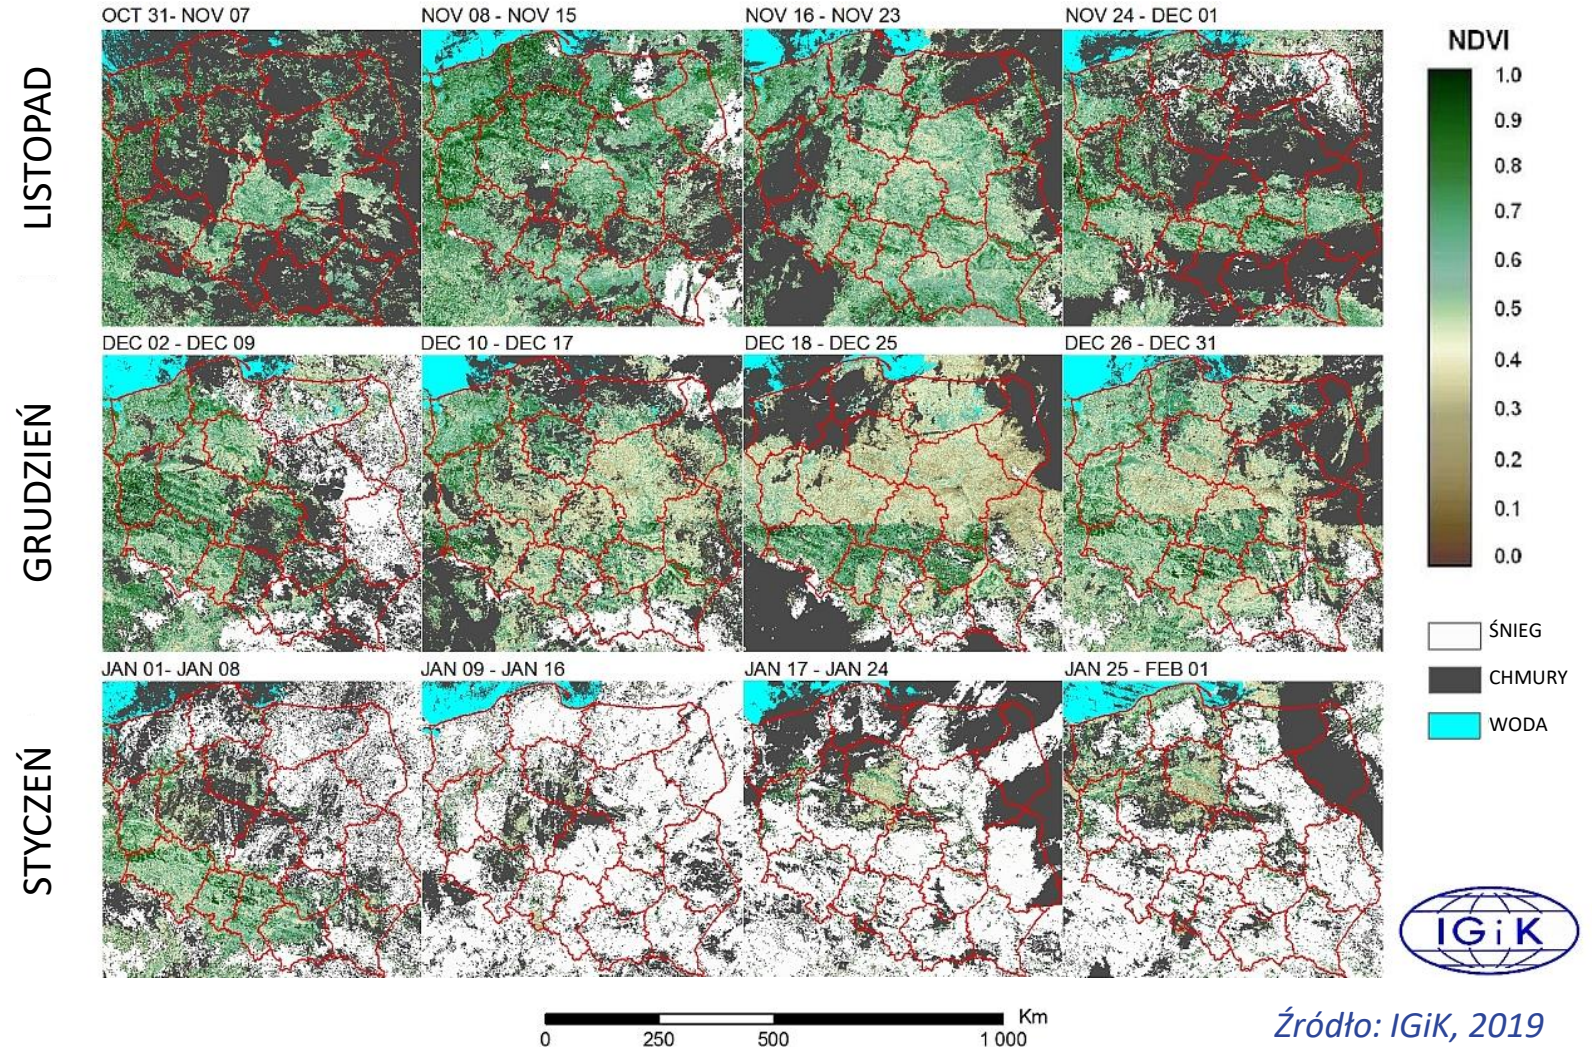 LISTOPAD
OCT 31- NOV 07
NOV 08 - NOV 15
NOV 16 - NOV 23
NOV 24 - DEC 01
GRUDZIEŃ
DEC 02 - DEC 09
DEC 10 - DEC 17
DEC 18 - DEC 25
DEC 26 - DEC 31
STYCZEŃ
JAN 01- JAN 08
JAN 09 - JAN 16
JAN 17 - JAN 24
JAN 25 - FEB 01
NDVI
1.0
0.9
0.8
0.7
0.6
0.5
0.4
0.3
0.2
0.1
0.0
ŚNIEG
CHMURY
WODA
IGiK
Km
0 250 500 1 000
Źródło: IGiK, 2019